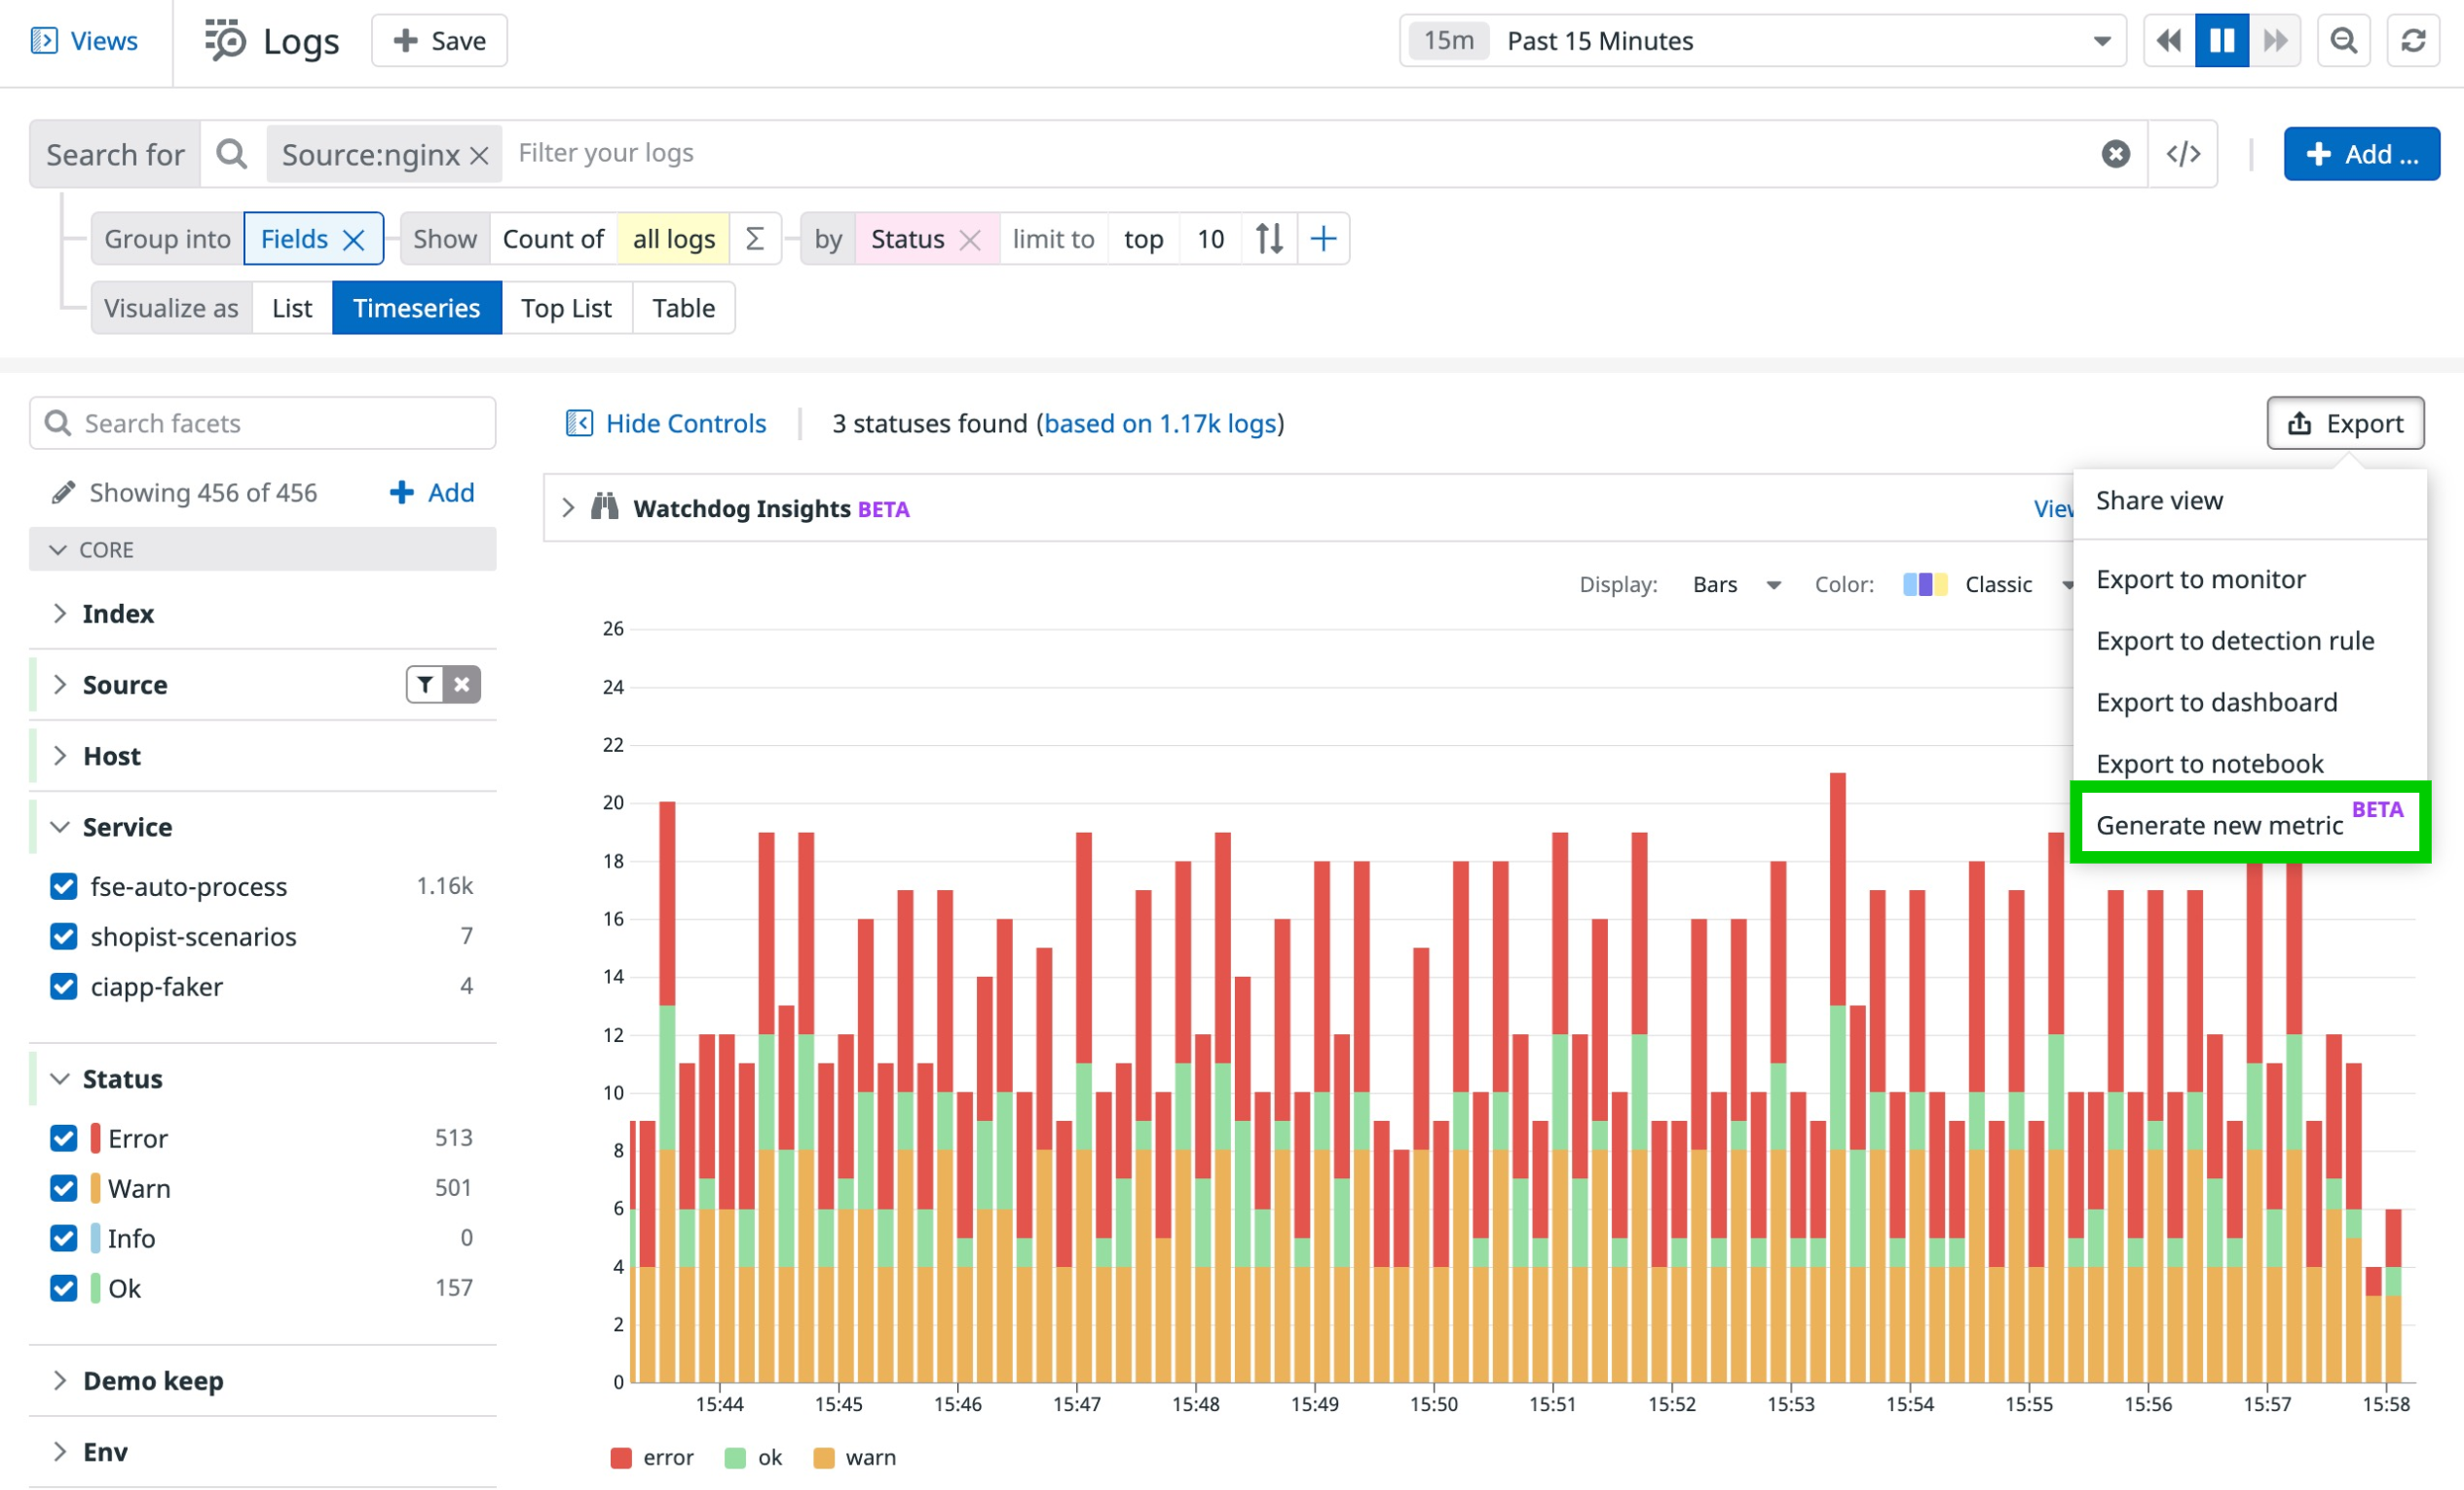 Views Logs + Save 15m Past 15 Minutes
Search for Source:nginx Filter your logs </> + Add ...
Group into Fields Show Count of all logs Σ by Status limit to top 10
Visualize as List Timeseries Top List Table
Search facets
Hide Controls 3 statuses found (based on 1.17k logs) Export
Showing 456 of 456 + Add
Watchdog Insights BETA
Share view
Export to monitor
Export to detection rule
Export to dashboard
Export to notebook
Generate new metric BETA
CORE
Index
Source
Host
Service
fse-auto-process 1.16k
shopist-scenarios 7
ciapp-faker 4
Status
Error 513
Warn 501
Info 0
Ok 157
Demo keep
Env
Display: Bars Color: Classic
26
24
22
20
18
16
14
12
10
8
6
4
2
0
15:44 15:45 15:46 15:47 15:48 15:49 15:50 15:51 15:52 15:53 15:54 15:55 15:56 15:57 15:58
error ok warn